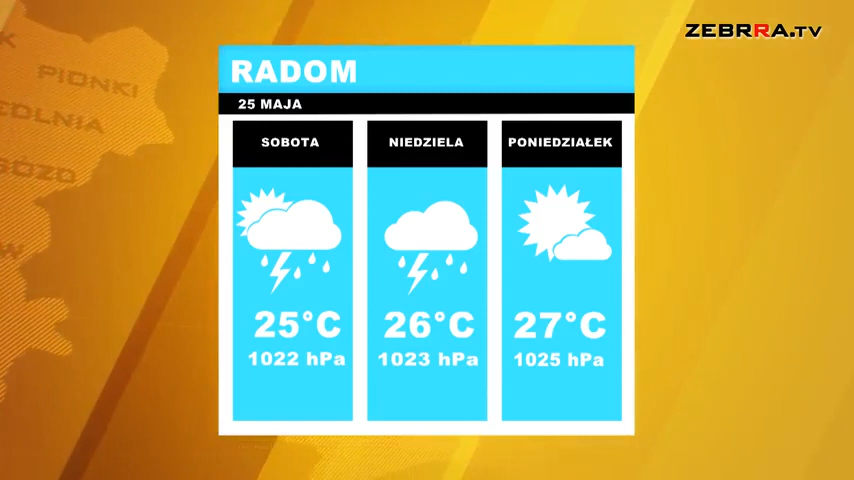 ZEBRRA.TV
PIONKI
RADOM
25 MAJA
SOBOTA
NIEDZIELA
PONIEDZIAŁEK
25°C
26°C
27°C
1022 hPa
1023 hPa
1025 hPa